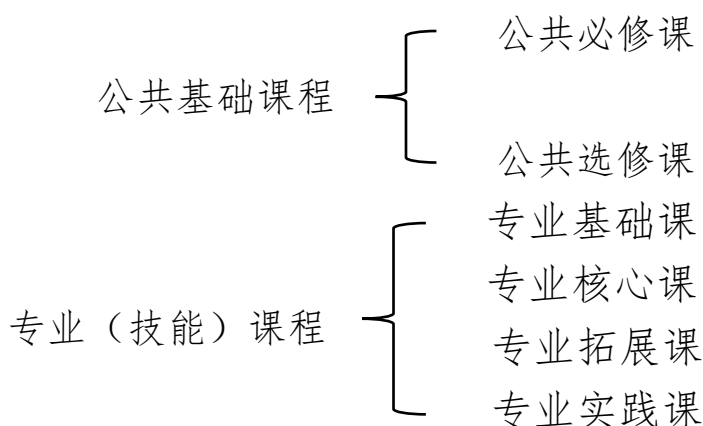 公共基础课程
公共必修课
公共选修课
专业（技能）课程
专业基础课
专业核心课
专业拓展课
专业实践课